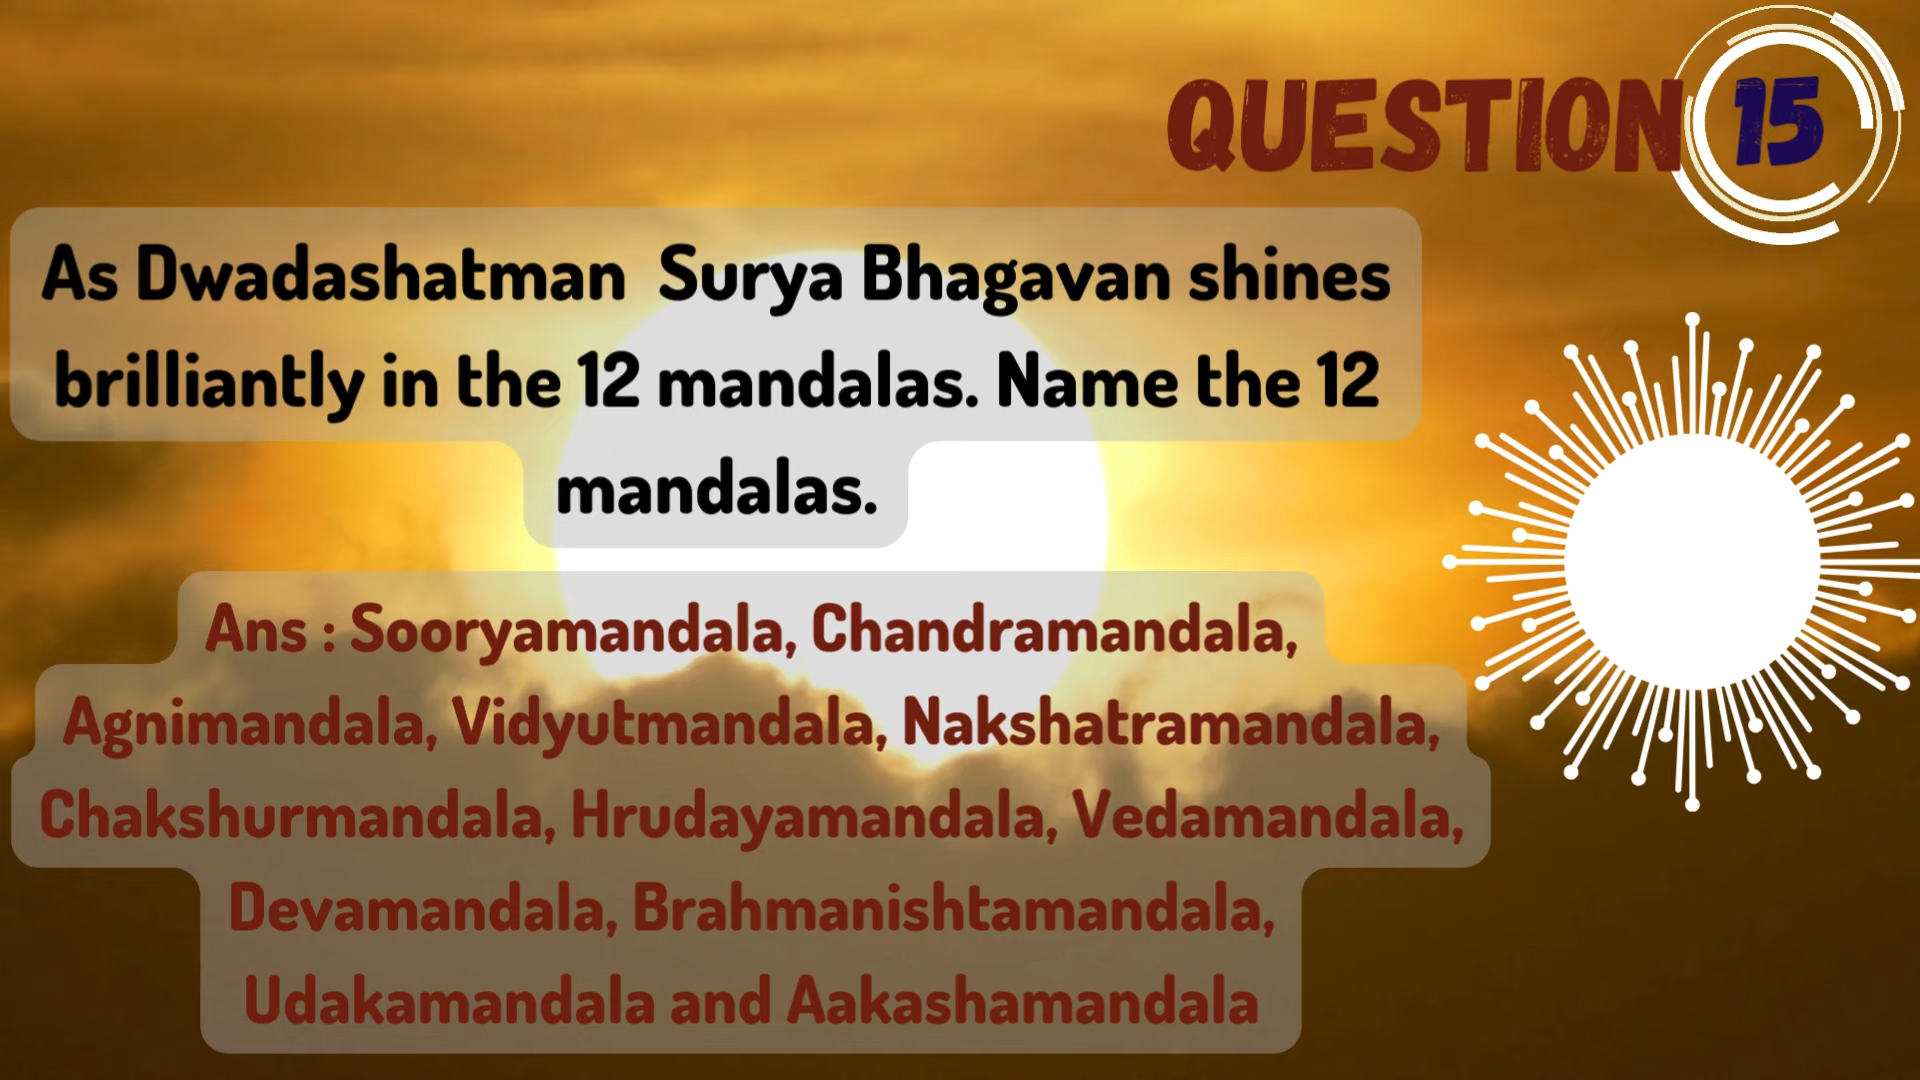 QUESTION 15
As Dwadashatman Surya Bhagavan shines
brilliantly in the 12 mandalas. Name the 12
mandalas.
Ans : Sooryamandala, Chandramandala,
Agnimandala, Vidyutmandala, Nakshatramandala,
Chakshurmandala, Hrudayamandala, Vedamandala,
Devamandala, Brahmanishtamandala,
Udakamandala and Aakashamandala